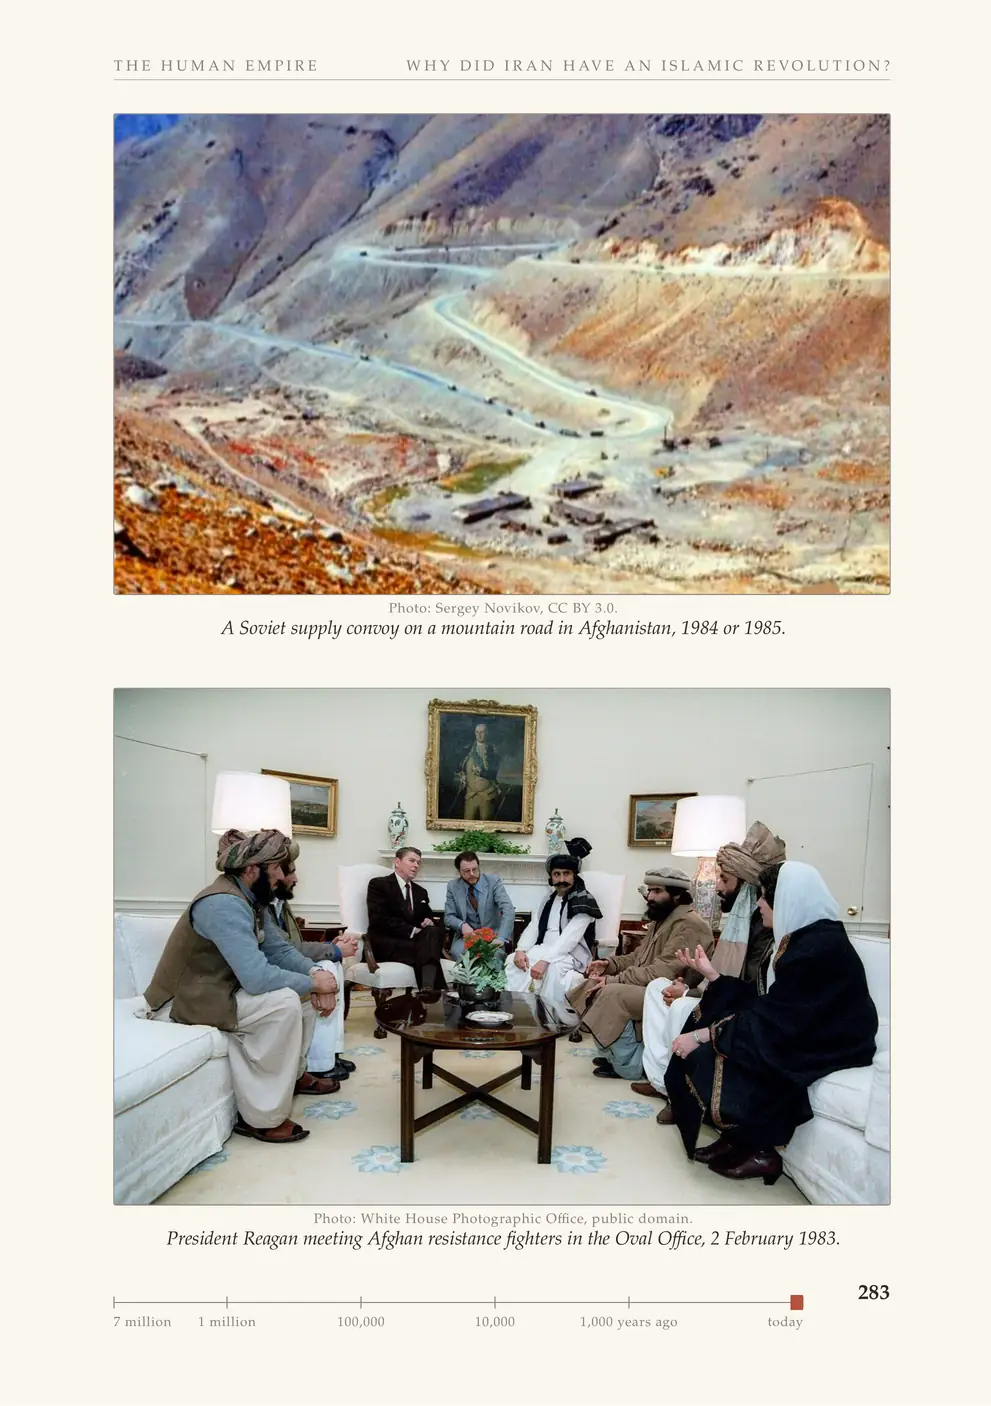 THE HUMAN EMPIRE
WHY DID IRAN HAVE AN ISLAMIC REVOLUTION?
Photo: Sergey Novikov, CC BY 3.0.
A Soviet supply convoy on a mountain road in Afghanistan, 1984 or 1985.
Photo: White House Photographic Office, public domain.
President Reagan meeting Afghan resistance fighters in the Oval Office, 2 February 1983.
283
7 million
1 million
100,000
10,000
1,000 years ago
today